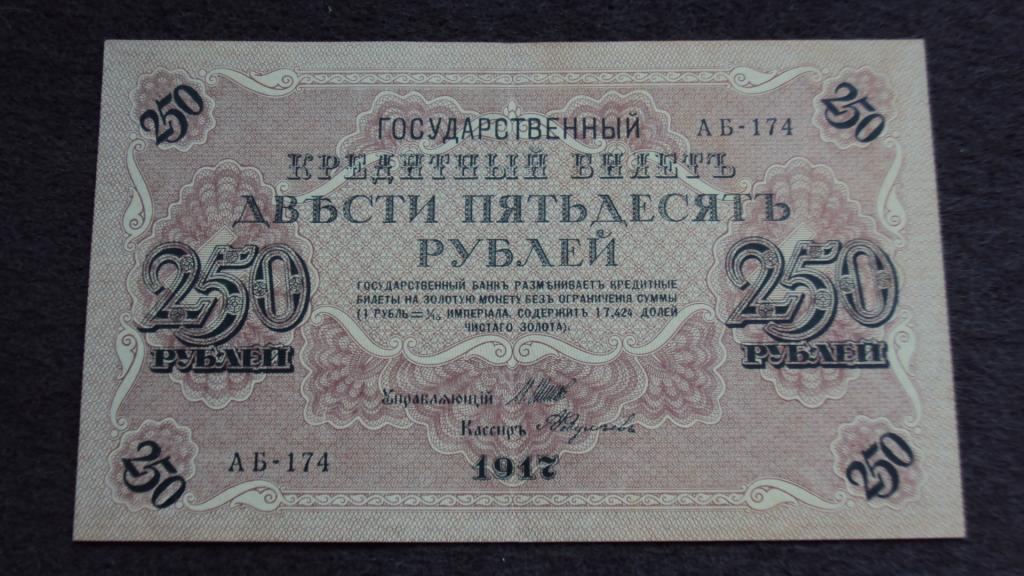 250
250
ГОСУДАРСТВЕННЫЙ
АБ-174
КРЕДИТНЫЙ БИЛЕТЪ
ДВѢСТИ ПЯТЬДЕСЯТЪ
РУБЛЕЙ
250
РУБЛЕЙ
250
РУБЛЕЙ
ГОСУДАРСТВЕННЫЙ БАНКЪ РАЗМѢНИВАЕТЪ КРЕДИТНЫЕ
БИЛЕТЫ НА ЗОЛОТУЮ МОНЕТУ БЕЗЪ ОГРАНИЧЕНІЯ СУММЫ
(1 РУБЛЬ = 1/15 ИМПЕРІАЛА, СОДЕРЖИТЪ 17,424 ДОЛЕЙ
ЧИСТАГО ЗОЛОТА).
Управляющій
Кассиръ
АБ-174
1917
250
250